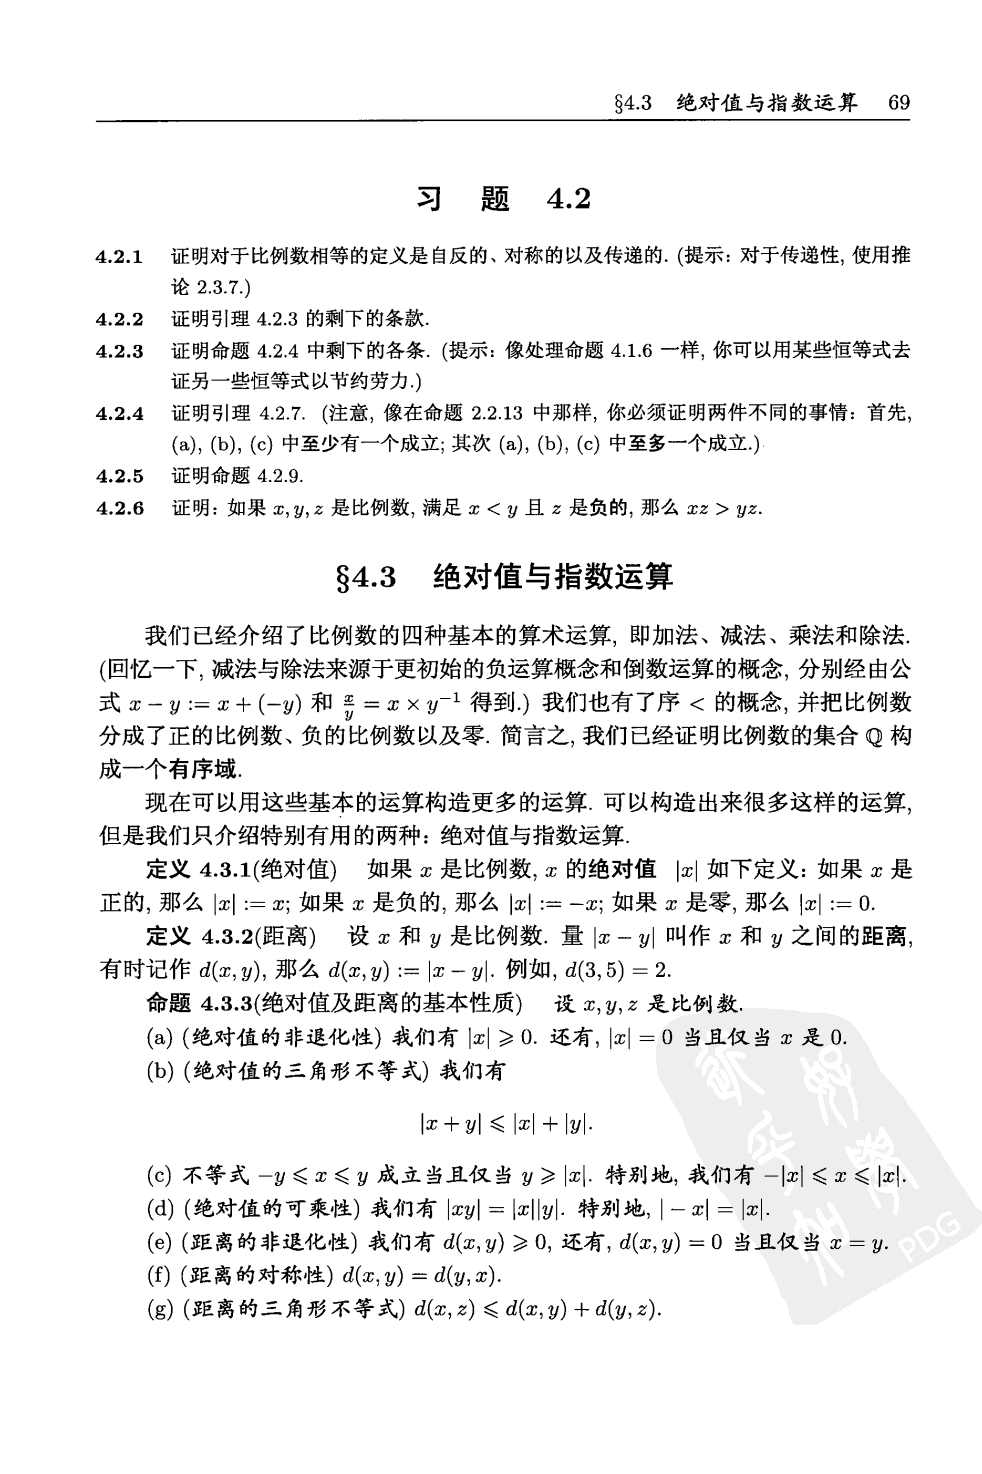 §4.3 绝对值与指数运算 69
习 题 4.2
4.2.1 证明对于比例数相等的定义是自反的、对称的以及传递的. (提示: 对于传递性, 使用推
论 2.3.7.)
4.2.2 证明引理 4.2.3 的剩下的条款.
4.2.3 证明命题 4.2.4 中剩下的各条. (提示: 像处理命题 4.1.6 一样, 你可以用某些恒等式去
证另一些恒等式以节约劳力.)
4.2.4 证明引理 4.2.7. (注意, 像在命题 2.2.13 中那样, 你必须证明两件不同的事情: 首先,
(a), (b), (c) 中至少有一个成立; 其次 (a), (b), (c) 中至多一个成立.)
4.2.5 证明命题 4.2.9.
4.2.6 证明: 如果 x, y, z 是比例数, 满足 x < y 且 z 是负的, 那么 xz > yz.
§4.3 绝对值与指数运算
我们已经介绍了比例数的四种基本的算术运算, 即加法、减法、乘法和除法.
(回忆一下, 减法与除法来源于更初始的负运算概念和倒数运算的概念, 分别经由公
式 x − y := x + (−y) 和 x/y = x × y⁻¹ 得到.) 我们也有了序 < 的概念, 并把比例数
分成了正的比例数、负的比例数以及零. 简言之, 我们已经证明比例数的集合 ℚ 构
成一个有序域.
现在可以用这些基本的运算构造更多的运算. 可以构造出来很多这样的运算,
但是我们只介绍特别有用的两种: 绝对值与指数运算.
定义 4.3.1(绝对值) 如果 x 是比例数, x 的绝对值 |x| 如下定义: 如果 x 是
正的, 那么 |x| := x; 如果 x 是负的, 那么 |x| := −x; 如果 x 是零, 那么 |x| := 0.
定义 4.3.2(距离) 设 x 和 y 是比例数. 量 |x − y| 叫作 x 和 y 之间的距离,
有时记作 d(x, y), 那么 d(x, y) := |x − y|. 例如, d(3, 5) = 2.
命题 4.3.3(绝对值及距离的基本性质) 设 x, y, z 是比例数.
(a) (绝对值的非退化性) 我们有 |x| ⩾ 0. 还有, |x| = 0 当且仅当 x 是 0.
(b) (绝对值的三角形不等式) 我们有
|x + y| ⩽ |x| + |y|.
(c) 不等式 −y ⩽ x ⩽ y 成立当且仅当 y ⩾ |x|. 特别地, 我们有 −|x| ⩽ x ⩽ |x|.
(d) (绝对值的可乘性) 我们有 |xy| = |x||y|. 特别地, | − x| = |x|.
(e) (距离的非退化性) 我们有 d(x, y) ⩾ 0, 还有, d(x, y) = 0 当且仅当 x = y.
(f) (距离的对称性) d(x, y) = d(y, x).
(g) (距离的三角形不等式) d(x, z) ⩽ d(x, y) + d(y, z).
PDG